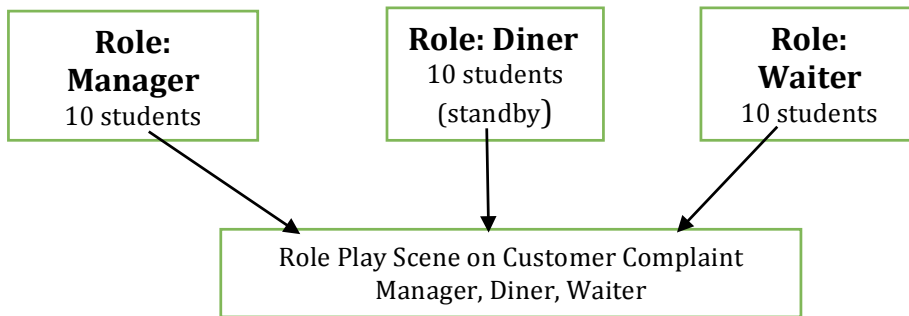 Role:
Manager
10 students
Role: Diner
10 students
(standby)
Role:
Waiter
10 students
Role Play Scene on Customer Complaint
Manager, Diner, Waiter